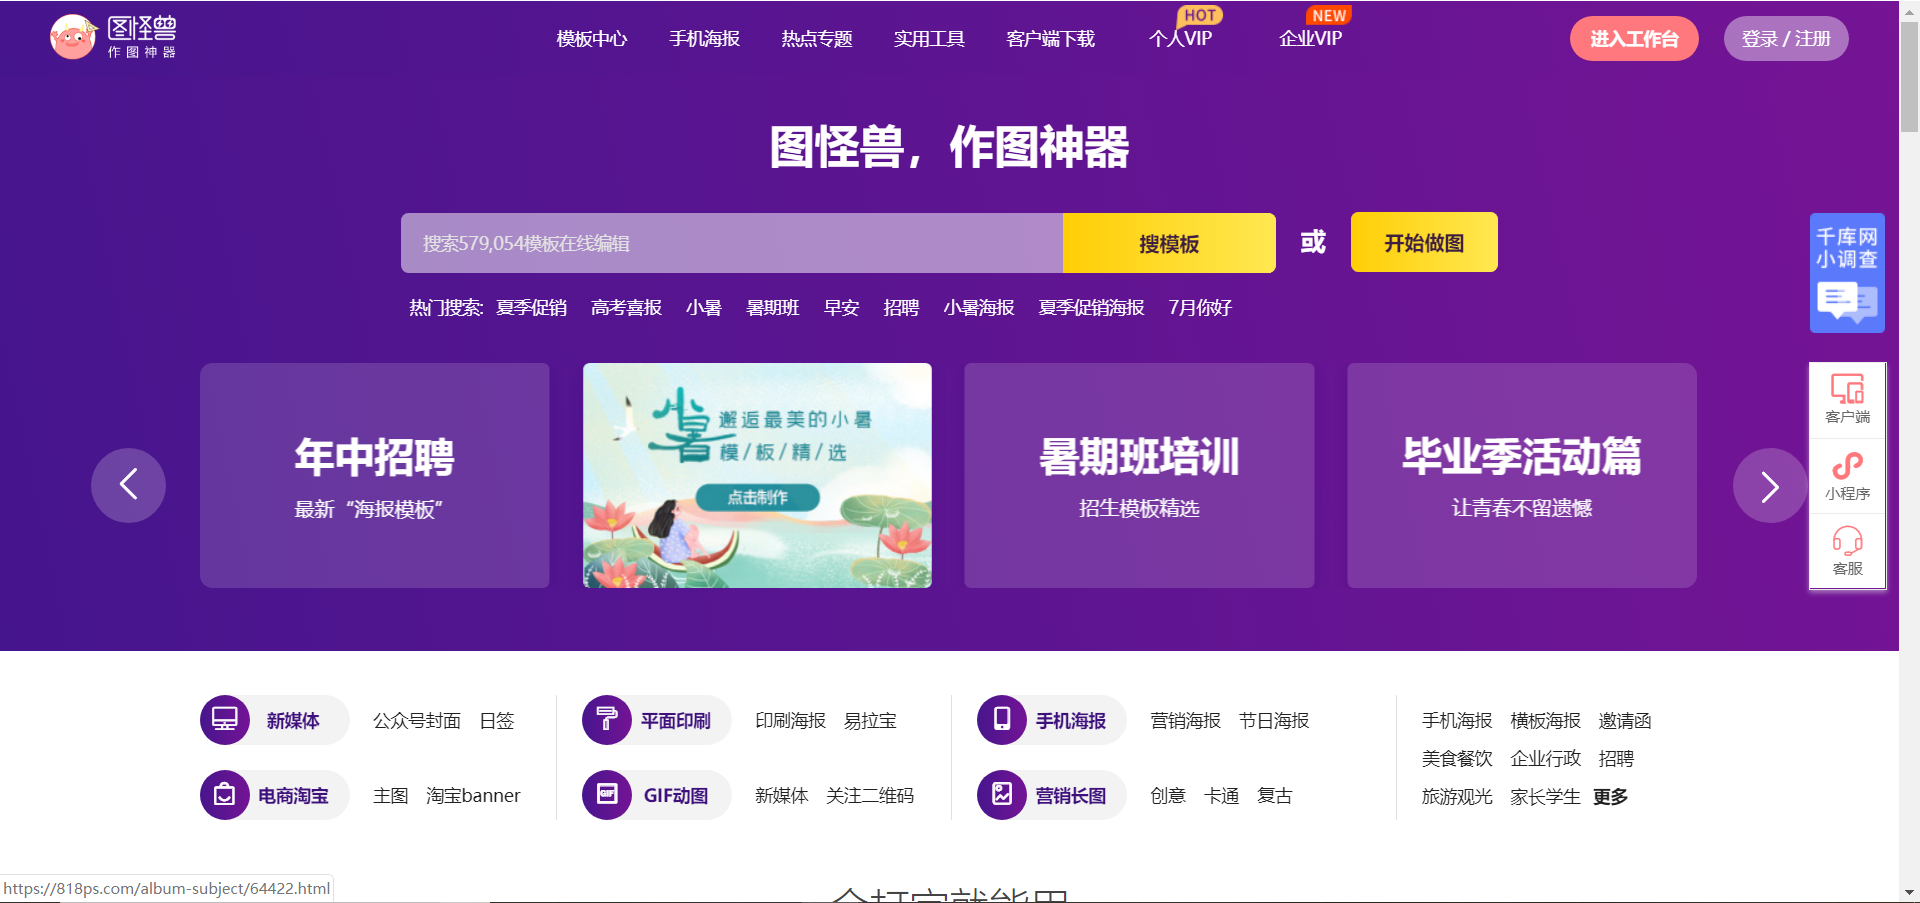 图怪兽
作图神器
模板中心 手机海报 热点专题 实用工具 客户端下载 个人VIP HOT 企业VIP NEW
进入工作台 登录 / 注册
图怪兽，作图神器
搜索579,054模板在线编辑 搜模板 或 开始做图
热门搜索: 夏季促销 高考喜报 小暑 暑期班 早安 招聘 小暑海报 夏季促销海报 7月你好
千库网
小调查
年中招聘
最新 “海报模板”
小暑
邂逅最美的小暑
模/板/精/选
点击制作
暑期班培训
招生模板精选
毕业季活动篇
让青春不留遗憾
客户端
小程序
客服
新媒体 公众号封面 日签
平面印刷 印刷海报 易拉宝
手机海报 营销海报 节日海报
手机海报 横板海报 邀请函
美食餐饮 企业行政 招聘
电商淘宝 主图 淘宝banner
GIF GIF动图 新媒体 关注二维码
营销长图 创意 卡通 复古
旅游观光 家长学生 更多
https://818ps.com/album-subject/64422.html
会打字就能用